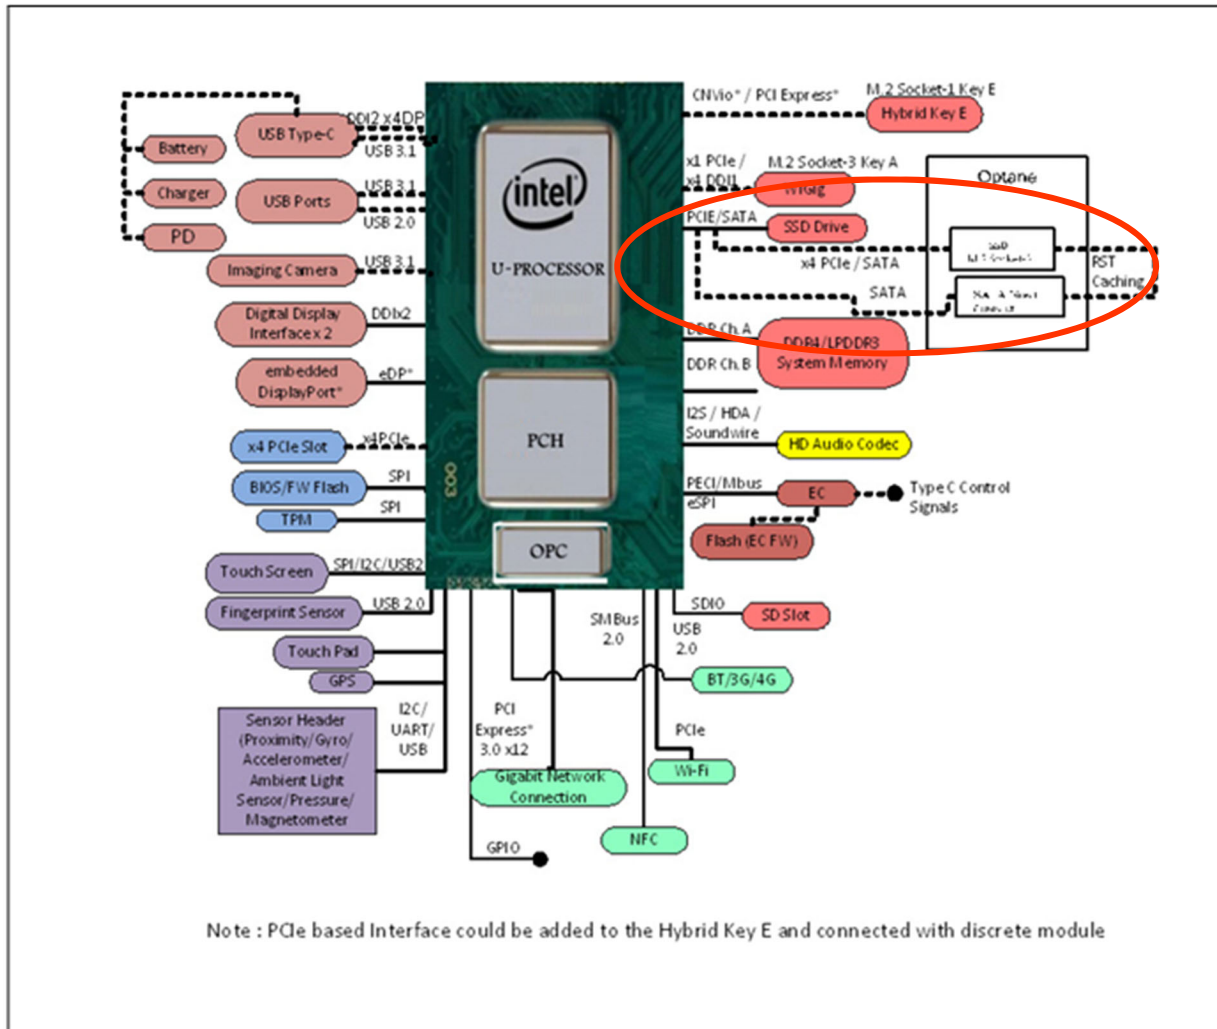 CNVio* / PCI Express*
M.2 Socket-1 Key E
Hybrid Key E
DDI2 x4DP
USB Type-C
USB 3.1
Battery
Charger
PD
USB 3.1
USB Ports
USB 2.0
Imaging Camera
USB 3.1
Digital Display
Interface x 2
DDIx2
embedded
DisplayPort*
eDP*
x4 PCIe Slot
x4PCIe
BIOS/FW Flash
SPI
TPM
SPI
Touch Screen
SPI/I2C/USB2
Fingerprint Sensor
USB 2.0
Touch Pad
GPS
Sensor Header
(Proximity/Gyro/
Accelerometer/
Ambient Light
Sensor/Pressure/
Magnetometer
I2C/
UART/
USB
intel
U-PROCESSOR
PCH
003
OPC
x1 PCIe /
x4 DDI1
M.2 Socket-3 Key A
Optane
PCIE/SATA
SSD Drive
x4 PCIe / SATA
SSD
SATA
RST
Caching
DDR Ch. A
DDR4/LPDDR3
System Memory
DDR Ch. B
I2S / HDA /
Soundwire
HD Audio Codec
PECI/Mbus
eSPI
EC
Type C Control
Signals
Flash (EC FW)
SDIO
SD Slot
SMBus
2.0
USB
2.0
BT/3G/4G
PCI
Express*
3.0 x12
PCIe
Wi-Fi
Gigabit Network
Connection
NFC
GPIO
Note : PCIe based Interface could be added to the Hybrid Key E and connected with discrete module